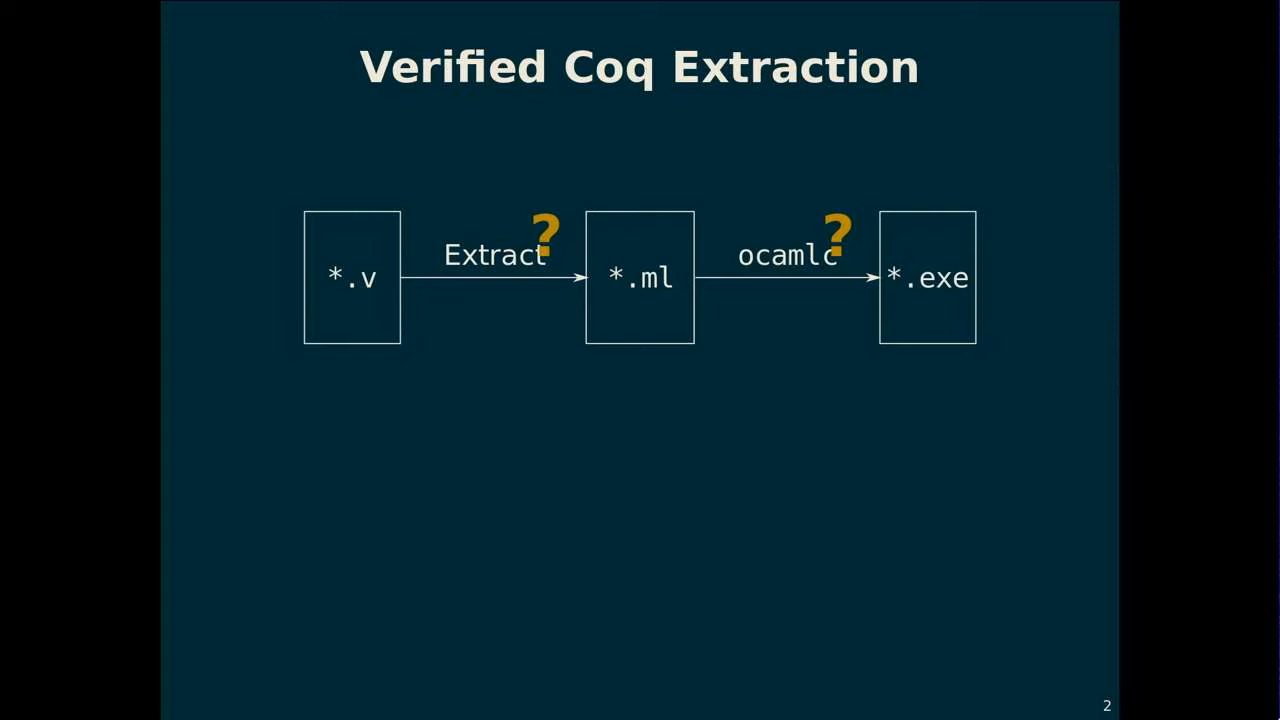 Verified Coq Extraction
? ?
Extract ocamlc
*.v *.ml *.exe
2